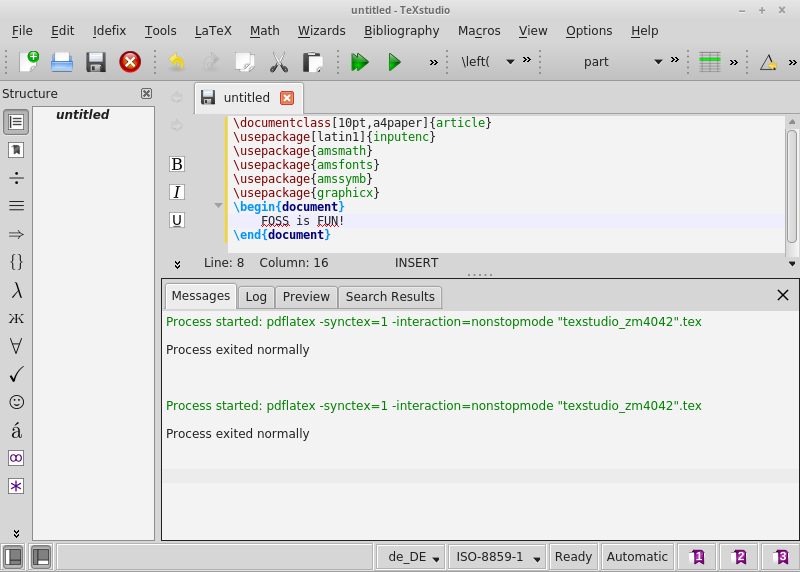 untitled - TeXstudio
File Edit Idefix Tools LaTeX Math Wizards Bibliography Macros View Options Help
\left( part
Structure
untitled
untitled
B
I
U
\documentclass[10pt,a4paper]{article}
\usepackage[latin1]{inputenc}
\usepackage{amsmath}
\usepackage{amsfonts}
\usepackage{amssymb}
\usepackage{graphicx}
\begin{document}
FOSS is FUN!
\end{document}
Line: 8 Column: 16 INSERT
Messages Log Preview Search Results
Process started: pdflatex -synctex=1 -interaction=nonstopmode "texstudio_zm4042".tex
Process exited normally
Process started: pdflatex -synctex=1 -interaction=nonstopmode "texstudio_zm4042".tex
Process exited normally
÷
{}
λ
Ж
∀
á
de_DE ISO-8859-1 Ready Automatic 1 2 3